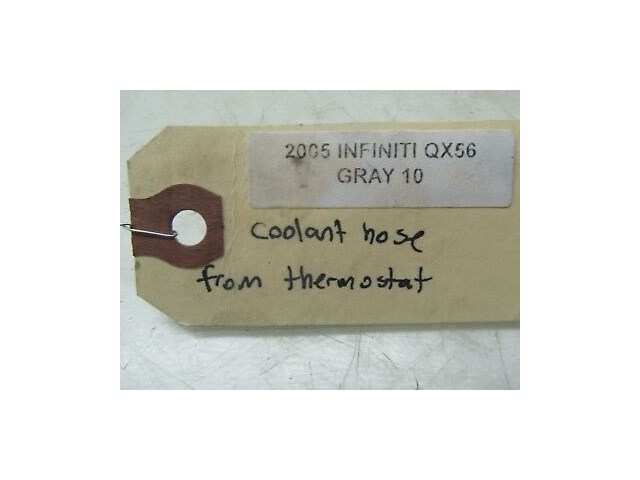 2005 INFINITI QX56
GRAY 10
Coolant hose
from thermostat